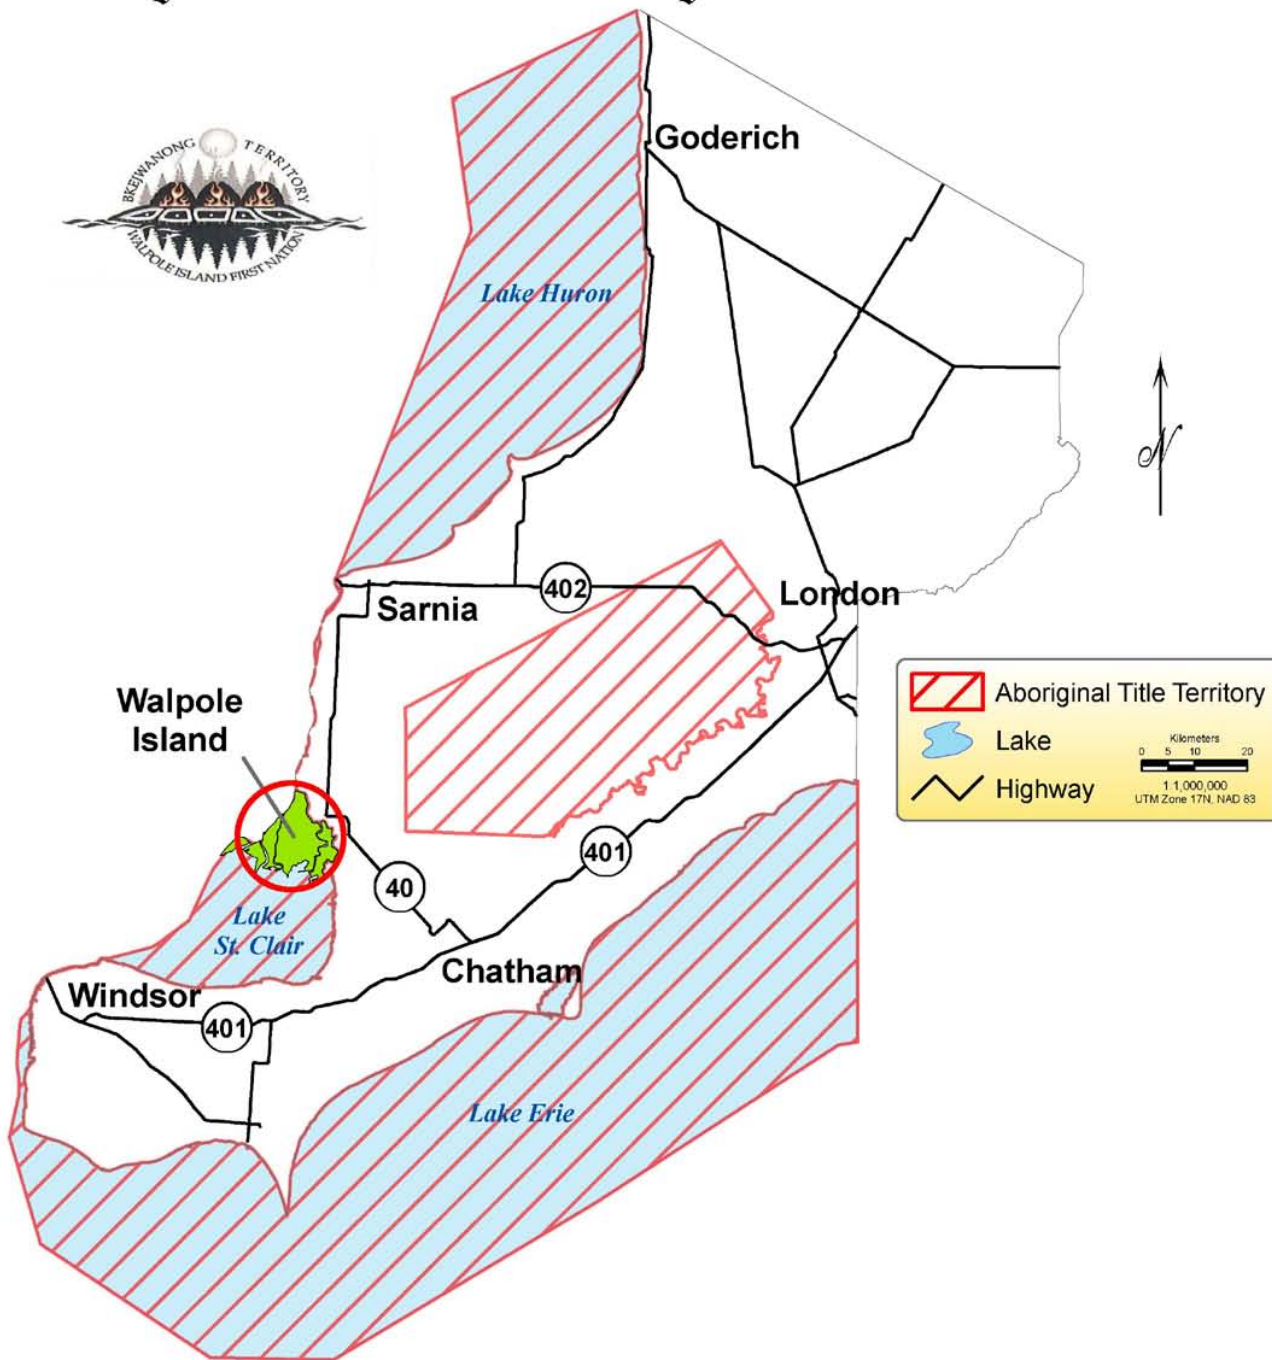 BKEJWANONG TERRITORY
WALPOLE ISLAND FIRST NATION
Goderich
Lake Huron
N
402
London
Sarnia
Walpole
Island
Aboriginal Title Territory
Lake
Highway
Kilometers
0 5 10 20
1:1,000,000
UTM Zone 17N, NAD 83
401
40
Lake
St. Clair
Chatham
Windsor
401
Lake Erie